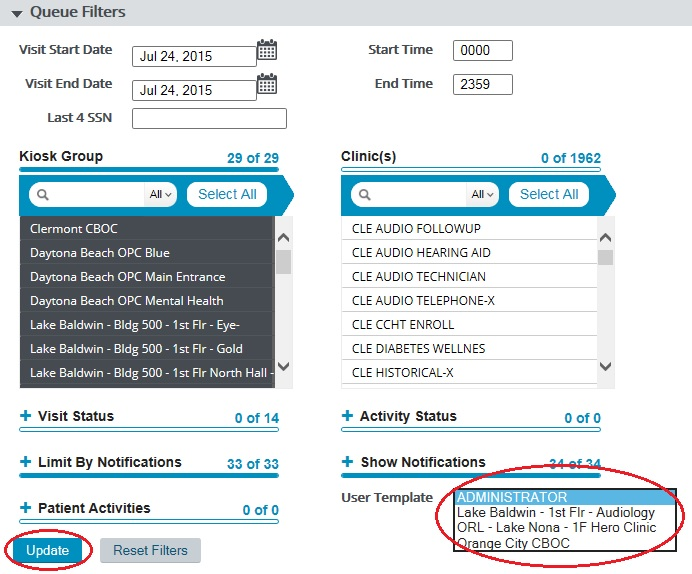 Queue Filters
Visit Start Date Jul 24, 2015 Start Time 0000
Visit End Date Jul 24, 2015 End Time 2359
Last 4 SSN
Kiosk Group 29 of 29 Clinic(s) 0 of 1962
All Select All All Select All
Clermont CBOC CLE AUDIO FOLLOWUP
Daytona Beach OPC Blue CLE AUDIO HEARING AID
Daytona Beach OPC Main Entrance CLE AUDIO TECHNICIAN
Daytona Beach OPC Mental Health CLE AUDIO TELEPHONE-X
Lake Baldwin - Bldg 500 - 1st Flr - Eye- CLE CCHT ENROLL
Lake Baldwin - Bldg 500 - 1st Flr - Gold CLE DIABETES WELLNES
Lake Baldwin - Bldg 500 - 1st Flr North Hall - CLE HISTORICAL-X
+ Visit Status 0 of 14 + Activity Status 0 of 0
+ Limit By Notifications 33 of 33 + Show Notifications 34 of 34
+ Patient Activities 0 of 0 User Template ADMINISTRATOR
Lake Baldwin - 1st Flr - Audiology
ORL - Lake Nona - 1F Hero Clinic
Orange City CBOC
Update Reset Filters